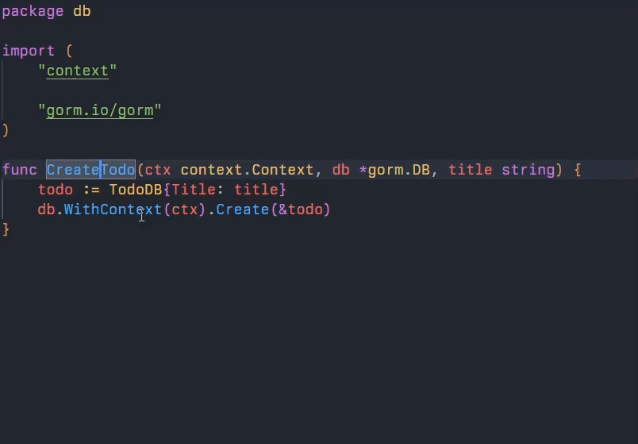 package db
import (
"context"
"gorm.io/gorm"
)
func CreateTodo(ctx context.Context, db *gorm.DB, title string) {
todo := TodoDB{Title: title}
db.WithContext(ctx).Create(&todo)
}